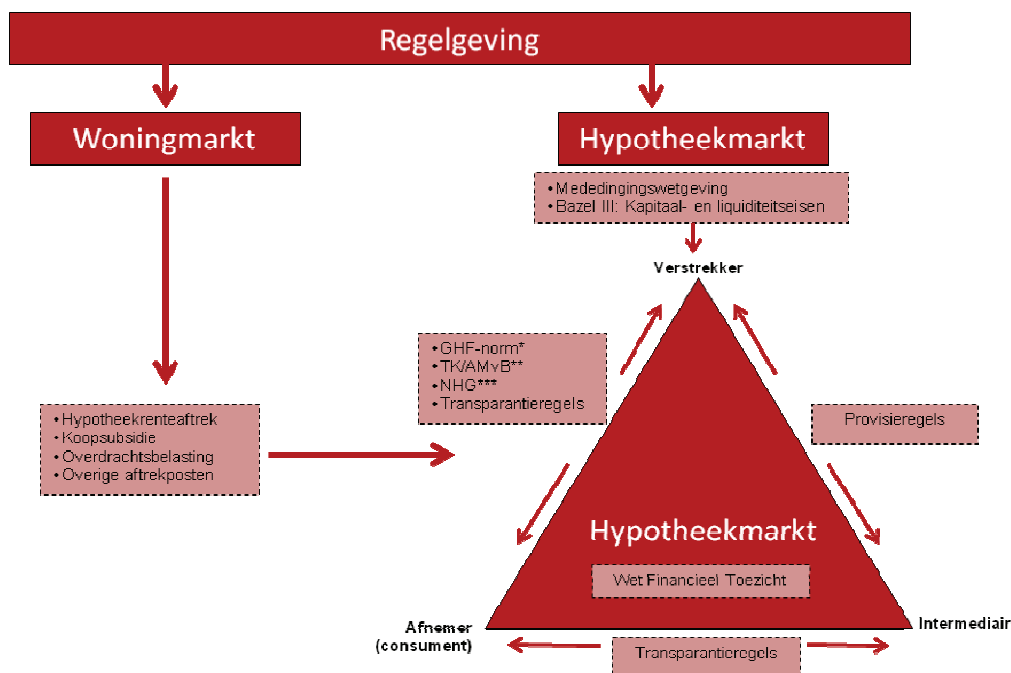 Regelgeving
Woningmarkt
Hypotheekmarkt
• Mededingingswetgeving
• Bazel III: Kapitaal- en liquiditeitseisen
Verstrekker
• GHF-norm*
• TK/AMvB**
• NHG***
• Transparantieregels
• Hypotheekrenteaftrek
• Koopsubsidie
• Overdrachtsbelasting
• Overige aftrekposten
Provisieregels
Hypotheekmarkt
Wet Financieel Toezicht
Afnemer
(consument)
Intermediair
Transparantieregels